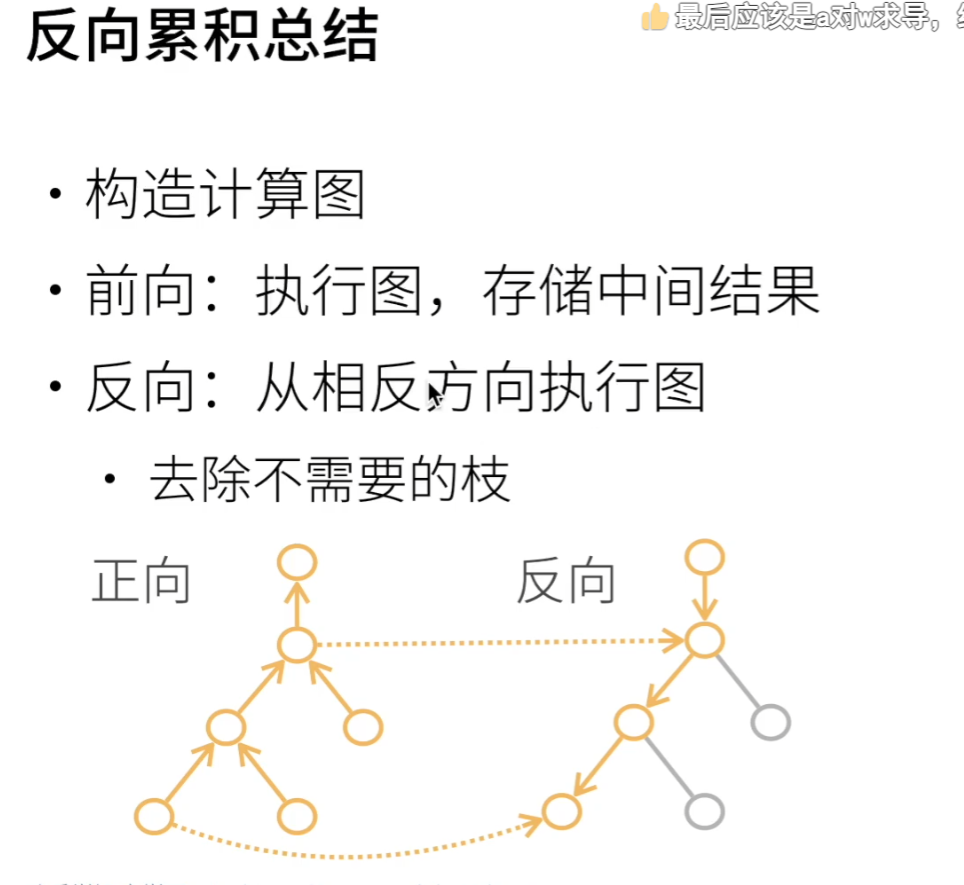 反向累积总结
👍最后应该是a对w求导，
• 构造计算图
• 前向：执行图，存储中间结果
• 反向：从相反方向执行图
• 去除不需要的枝
正向
反向